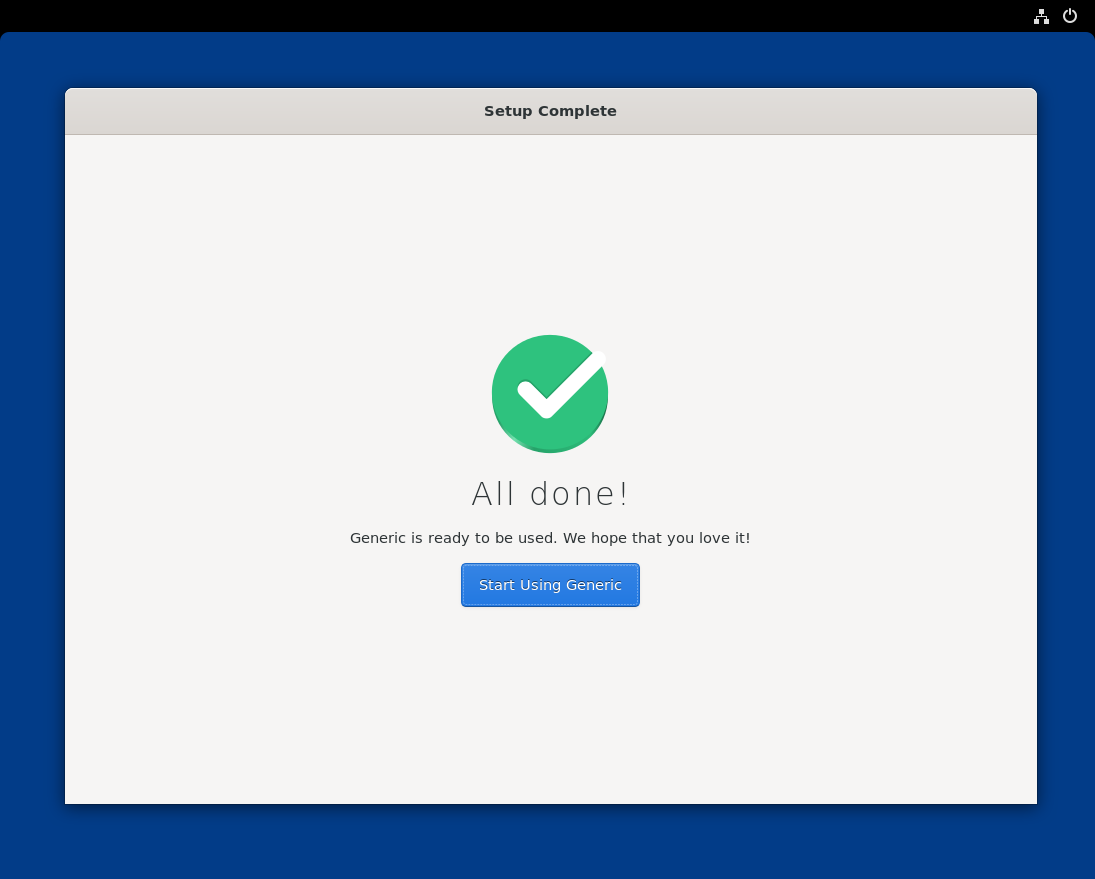 Setup Complete
All done!
Generic is ready to be used. We hope that you love it!
Start Using Generic